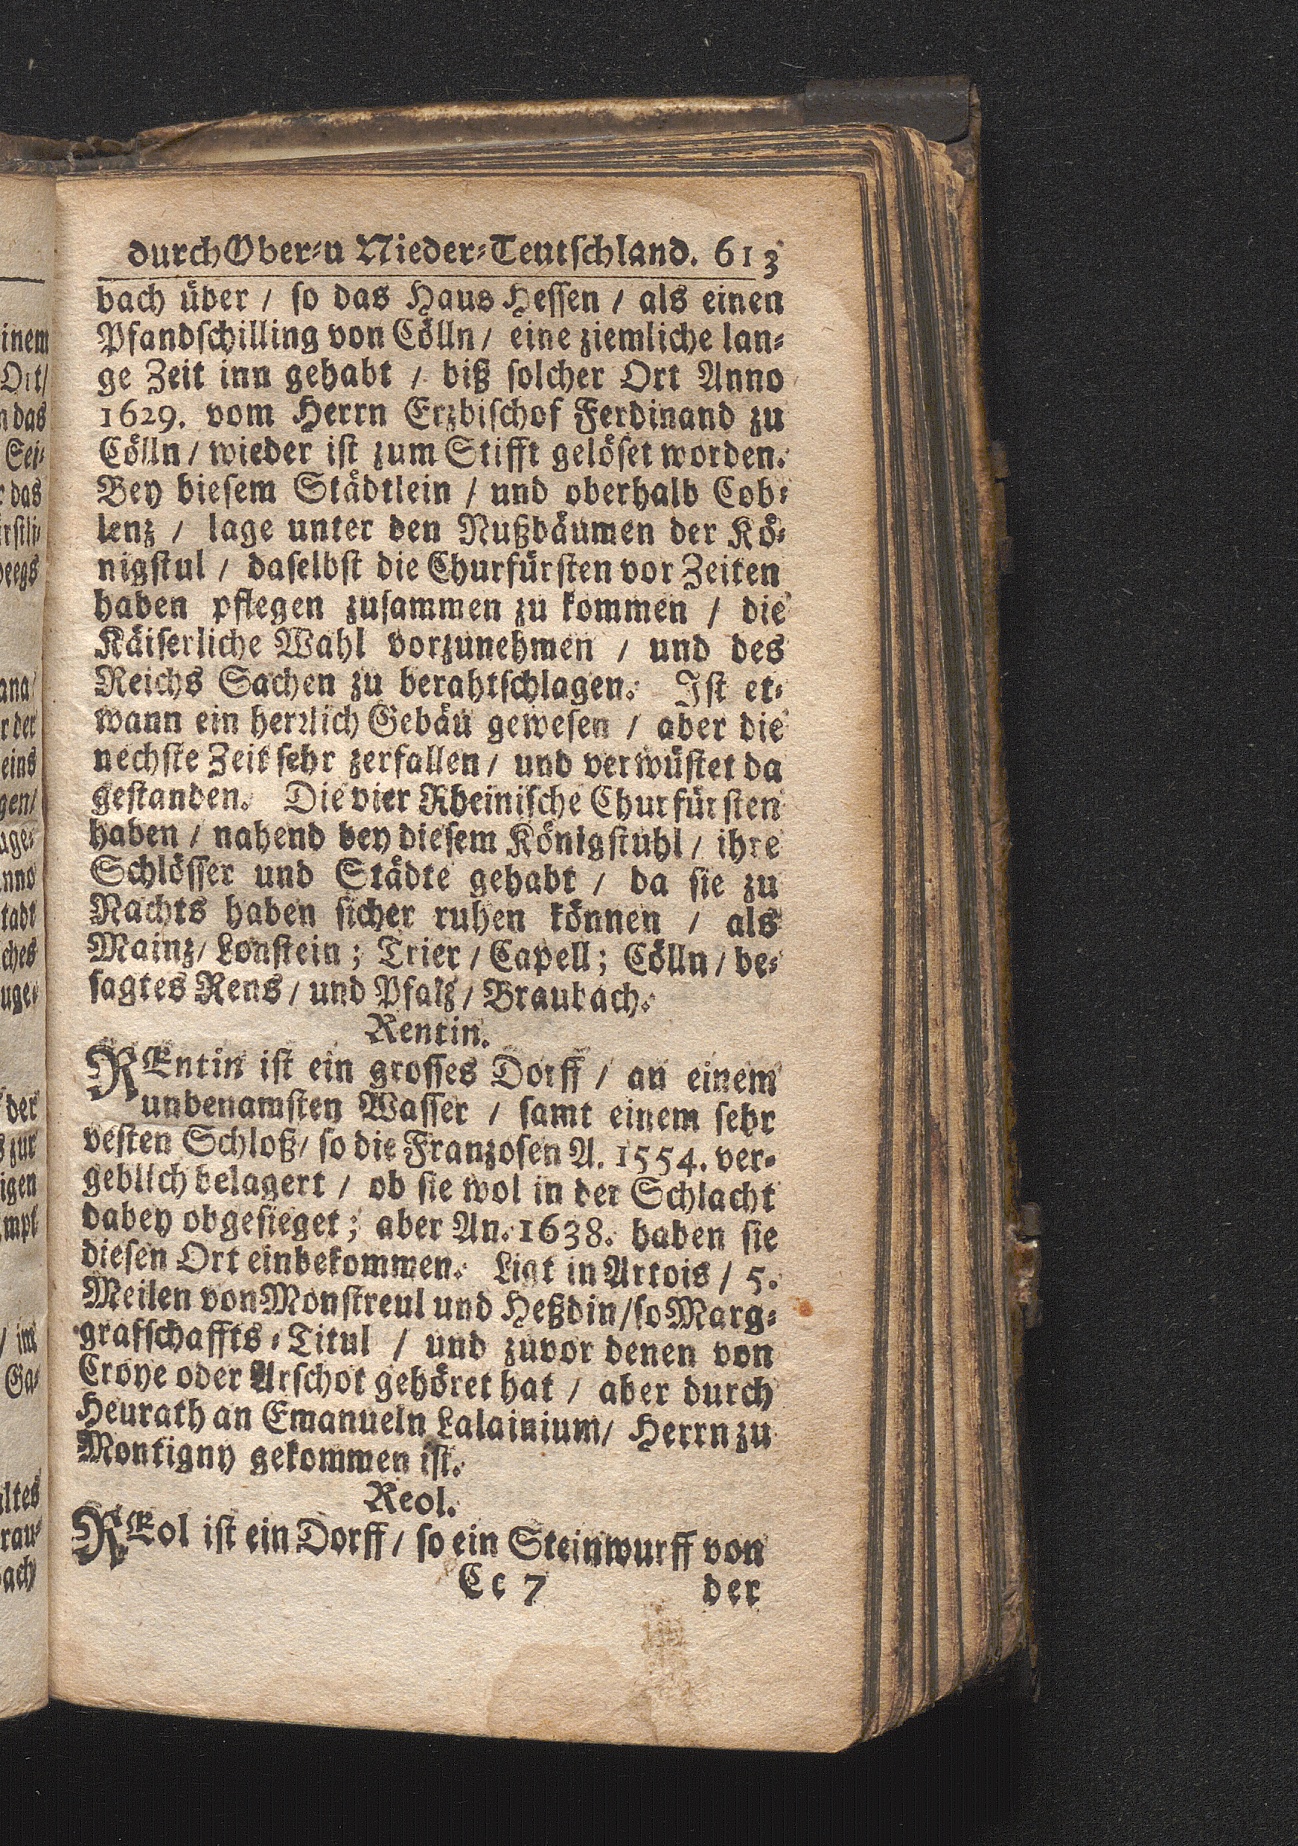 durch Ober-u Nieder-Teutschland. 613
bach über / so das Haus Hessen / als einen
Pfandschilling von Cölln / eine ziemliche lan-
ge Zeit inn gehabt / biß solcher Ort Anno
1629. vom Herrn Erzbischof Ferdinand zu
Cölln / wieder ist zum Stifft gelöset worden.
Bey diesem Städtlein / und oberhalb Cob-
lenz / lage unter den Nußbäumen der Kö-
nigstul / daselbst die Churfürsten vor Zeiten
haben pflegen zusammen zu kommen / die
Käiserliche Wahl vorzunehmen / und des
Reichs Sachen zu berahtschlagen. Ist et-
wann ein herrlich Gebäu gewesen / aber die
nechste Zeit sehr zerfallen / und verwüstet da
gestanden. Die vier Rheinische Churfürsten
haben / nahend bey diesem Königstuhl / ihre
Schlösser und Städte gehabt / da sie zu
Nachts haben sicher ruhen können / als
Mainz / Lonstein ; Trier / Capell ; Cölln / be-
sagtes Rens / und Pfalz / Braubach.
Rentin.
REntin ist ein grosses Dorff / an einem
unbenamsten Wasser / samt einem sehr
vesten Schloß / so die Franzosen A. 1554. ver-
geblich belagert / ob sie wol in der Schlacht
dabey obgesieget ; aber An. 1638. haben sie
diesen Ort einbekommen. Ligt in Artois / 5.
Meilen von Monstreul und Heßdin / so Marg-
grafschaffts-Titul / und zuvor denen von
Croye oder Arschot gehöret hat / aber durch
Heurath an Emanueln Lalainium / Herrn zu
Montigny gekommen ist.
Reol.
REol ist ein Dorff / so ein Steinwurff von
Cc 7 der